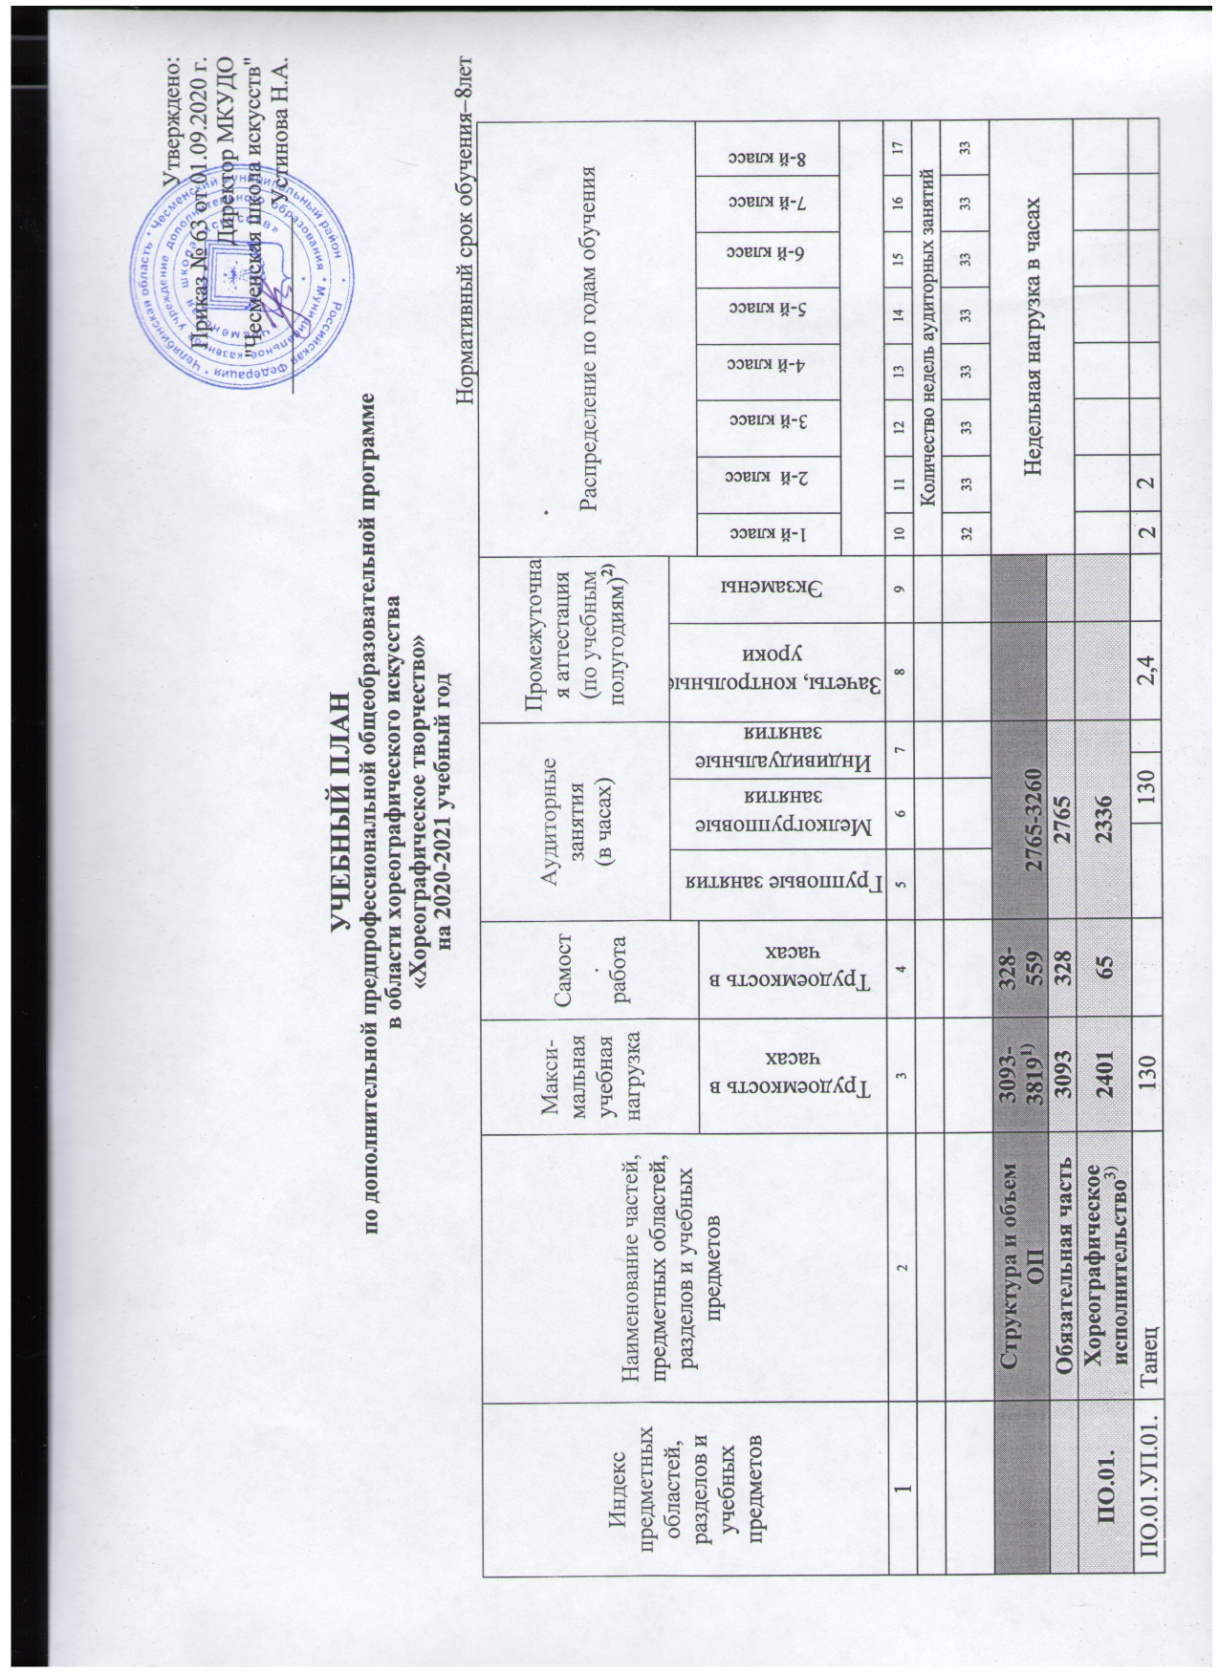 Утверждено:
Приказ № 63 от 01.09.2020 г.
Директор МКУДО
"Чесменская школа искусств"
Устинова Н.А.
УЧЕБНЫЙ ПЛАН
по дополнительной предпрофессиональной общеобразовательной программе
в области хореографического искусства
«Хореографическое творчество»
на 2020-2021 учебный год
Нормативный срок обучения–8лет
Индекс
предметных
областей,
разделов и
учебных
предметов
Наименование частей,
предметных областей,
разделов и учебных
предметов
Макси-
мальная
учебная
нагрузка
Самост
.
работа
Аудиторные
занятия
(в часах)
Промежуточна
я аттестация
(по учебным
полугодиям)2)
Распределение по годам обучения
Трудоемкость в
часах
Трудоемкость в
часах
Групповые занятия
Мелкогрупповые
занятия
Индивидуальные
занятия
Зачеты, контрольные
уроки
Экзамены
1-й класс
2-й класс
3-й класс
4-й класс
5-й класс
6-й класс
7-й класс
8-й класс
1 2 3 4 5 6 7 8 9 10 11 12 13 14 15 16 17
Количество недель аудиторных занятий
32 33 33 33 33 33 33 33
Структура и объем
ОП
3093-
38191)
328-
559
2765-3260
Недельная нагрузка в часах
Обязательная часть 3093 328 2765
ПО.01. Хореографическое
исполнительство3) 2401 65 2336
ПО.01.УП.01. Танец 130 130 2,4 2 2